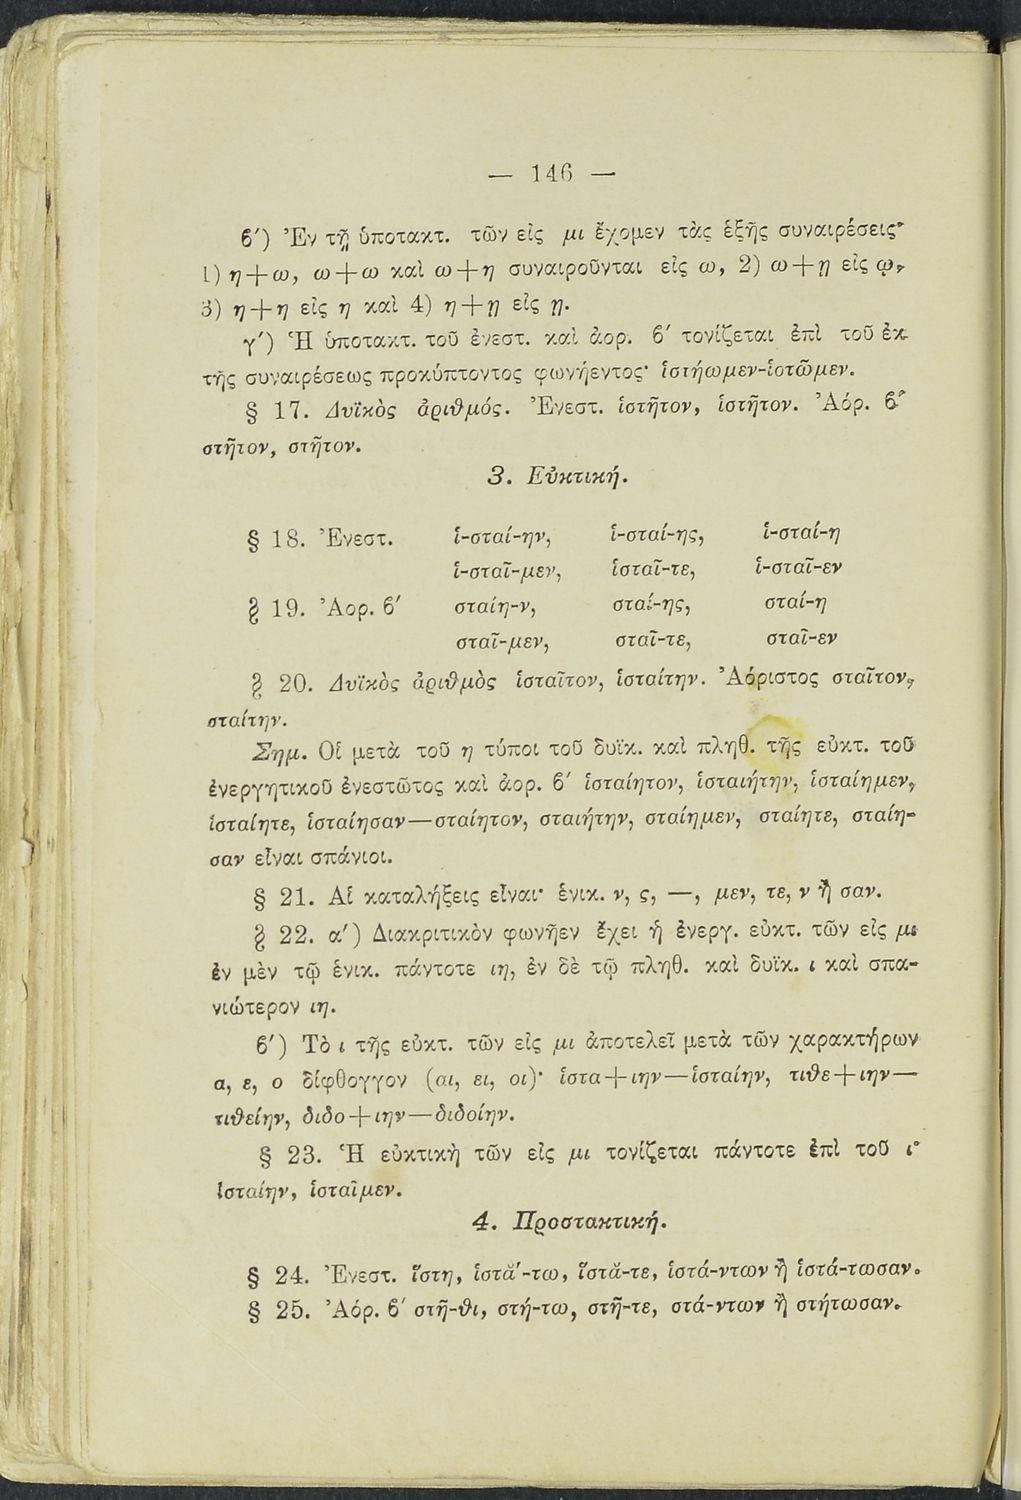 — 146 —
β΄) Ἐν τῇ ὑποτακτ. τῶν εἰς μι ἔχομεν τὰς ἑξῆς συναιρέσεις·
1) η+ω, ω+ω καὶ ω+η συναιροῦνται εἰς ω, 2) ω+ῃ εἰς ῳ,
3) η+η εἰς η καὶ 4) η+ῃ εἰς ῃ.
γ΄) Ἡ ὑποτακτ. τοῦ ἐνεστ. καὶ ἀορ. β΄ τονίζεται ἐπὶ τοῦ ἐκ
τῆς συναιρέσεως προκύπτοντος φωνήεντος· ἱστήωμεν-ἱστῶμεν.
§ 17. Δυϊκὸς ἀριθμός. Ἐνεστ. ἱστῆτον, ἱστῆτον. Ἀόρ. β΄
στῆτον, στῆτον.
3. Εὐκτική.
§ 18. Ἐνεστ. ἱ-σταί-ην, ἱ-σταί-ης, ἱ-σταί-η
ἱ-σταῖ-μεν, ἱσταῖ-τε, ἱ-σταῖ-εν
§ 19. Ἀορ. β΄ σταίη-ν, σταί-ης, σταί-η
σταῖ-μεν, σταῖ-τε, σταῖ-εν
§ 20. Δυϊκὸς ἀριθμὸς ἱσταῖτον, ἱσταίτην. Ἀόριστος σταῖτον,
σταίτην.
Σημ. Οἱ μετὰ τοῦ η τύποι τοῦ δυϊκ. καὶ πληθ. τῆς εὐκτ. τοῦ
ἐνεργητικοῦ ἐνεστῶτος καὶ ἀορ. β΄ ἱσταίητον, ἱσταιήτην, ἱσταίημεν,
ἱσταίητε, ἱσταίησαν—σταίητον, σταιήτην, σταίημεν, σταίητε, σταίη-
σαν εἶναι σπάνιοι.
§ 21. Αἱ καταλήξεις εἶναι· ἑνικ. ν, ς, —, μεν, τε, ν ἢ σαν.
§ 22. α΄) Διακριτικὸν φωνῆεν ἔχει ἡ ἐνεργ. εὐκτ. τῶν εἰς μι
ἐν μὲν τῷ ἑνικ. πάντοτε ιη, ἐν δὲ τῷ πληθ. καὶ δυϊκ. ι καὶ σπα-
νιώτερον ιη.
β΄) Τὸ ι τῆς εὐκτ. τῶν εἰς μι ἀποτελεῖ μετὰ τῶν χαρακτήρων
α, ε, ο δίφθογγον (αι, ει, οι)· ἱστα+ιην—ἱσταίην, τιθε+ιην—
τιθείην, διδο+ιην—διδοίην.
§ 23. Ἡ εὐκτικὴ τῶν εἰς μι τονίζεται πάντοτε ἐπὶ τοῦ ι·
ἱσταίην, ἱσταῖμεν.
4. Προστακτική.
§ 24. Ἐνεστ. ἵστη, ἱστᾰ́-τω, ἵστᾰ-τε, ἱστά-ντων ἢ ἱστά-τωσαν.
§ 25. Ἀόρ. β΄ στῆ-θι, στή-τω, στῆ-τε, στά-ντων ἢ στήτωσαν.